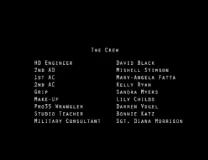 The Crew
HD Engineer David Black
2nd AD Mishell Stimson
1st AC Mary-Angela Fatta
2nd AC Kelly Ryan
Grip Sandra Myers
Make-Up Lily Childs
Pro35 Wrangler Darren Vogel
Studio Teacher Bonnie Katz
Military Consultant Sgt. Diana Morrison